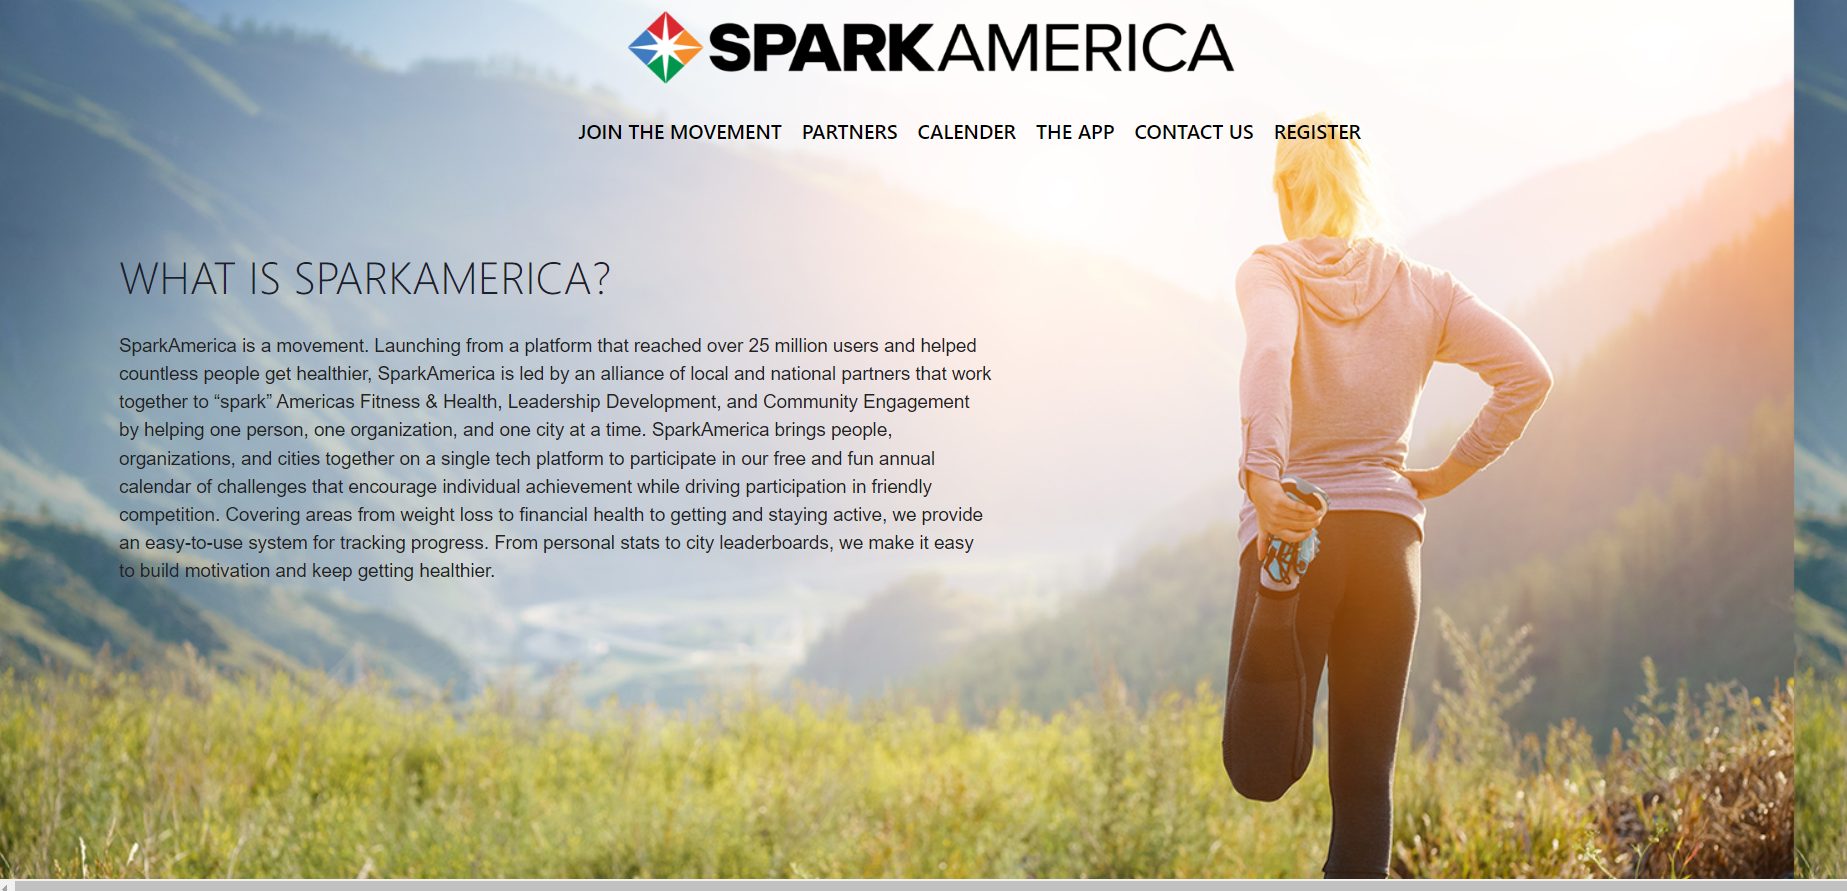 SPARKAMERICA
JOIN THE MOVEMENT PARTNERS CALENDER THE APP CONTACT US REGISTER
WHAT IS SPARKAMERICA?
SparkAmerica is a movement. Launching from a platform that reached over 25 million users and helped
countless people get healthier, SparkAmerica is led by an alliance of local and national partners that work
together to “spark” Americas Fitness & Health, Leadership Development, and Community Engagement
by helping one person, one organization, and one city at a time. SparkAmerica brings people,
organizations, and cities together on a single tech platform to participate in our free and fun annual
calendar of challenges that encourage individual achievement while driving participation in friendly
competition. Covering areas from weight loss to financial health to getting and staying active, we provide
an easy-to-use system for tracking progress. From personal stats to city leaderboards, we make it easy
to build motivation and keep getting healthier.